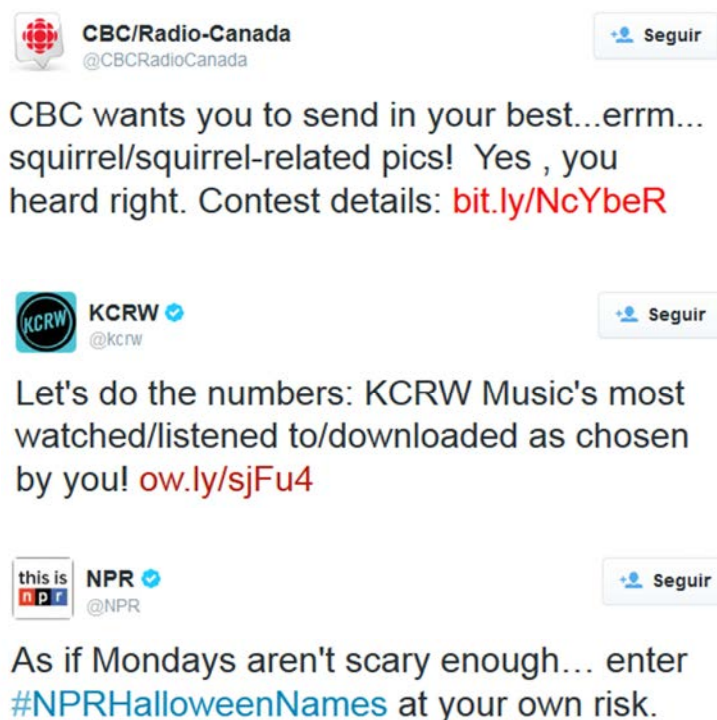 CBC/Radio-Canada
@CBCRadioCanada
Seguir
CBC wants you to send in your best...errm...
squirrel/squirrel-related pics!  Yes , you
heard right. Contest details: bit.ly/NcYbeR
KCRW
KCRW
@kcrw
Seguir
Let's do the numbers: KCRW Music's most
watched/listened to/downloaded as chosen
by you! ow.ly/sjFu4
this is
npr
NPR
@NPR
Seguir
As if Mondays aren't scary enough... enter
#NPRHalloweenNames at your own risk.